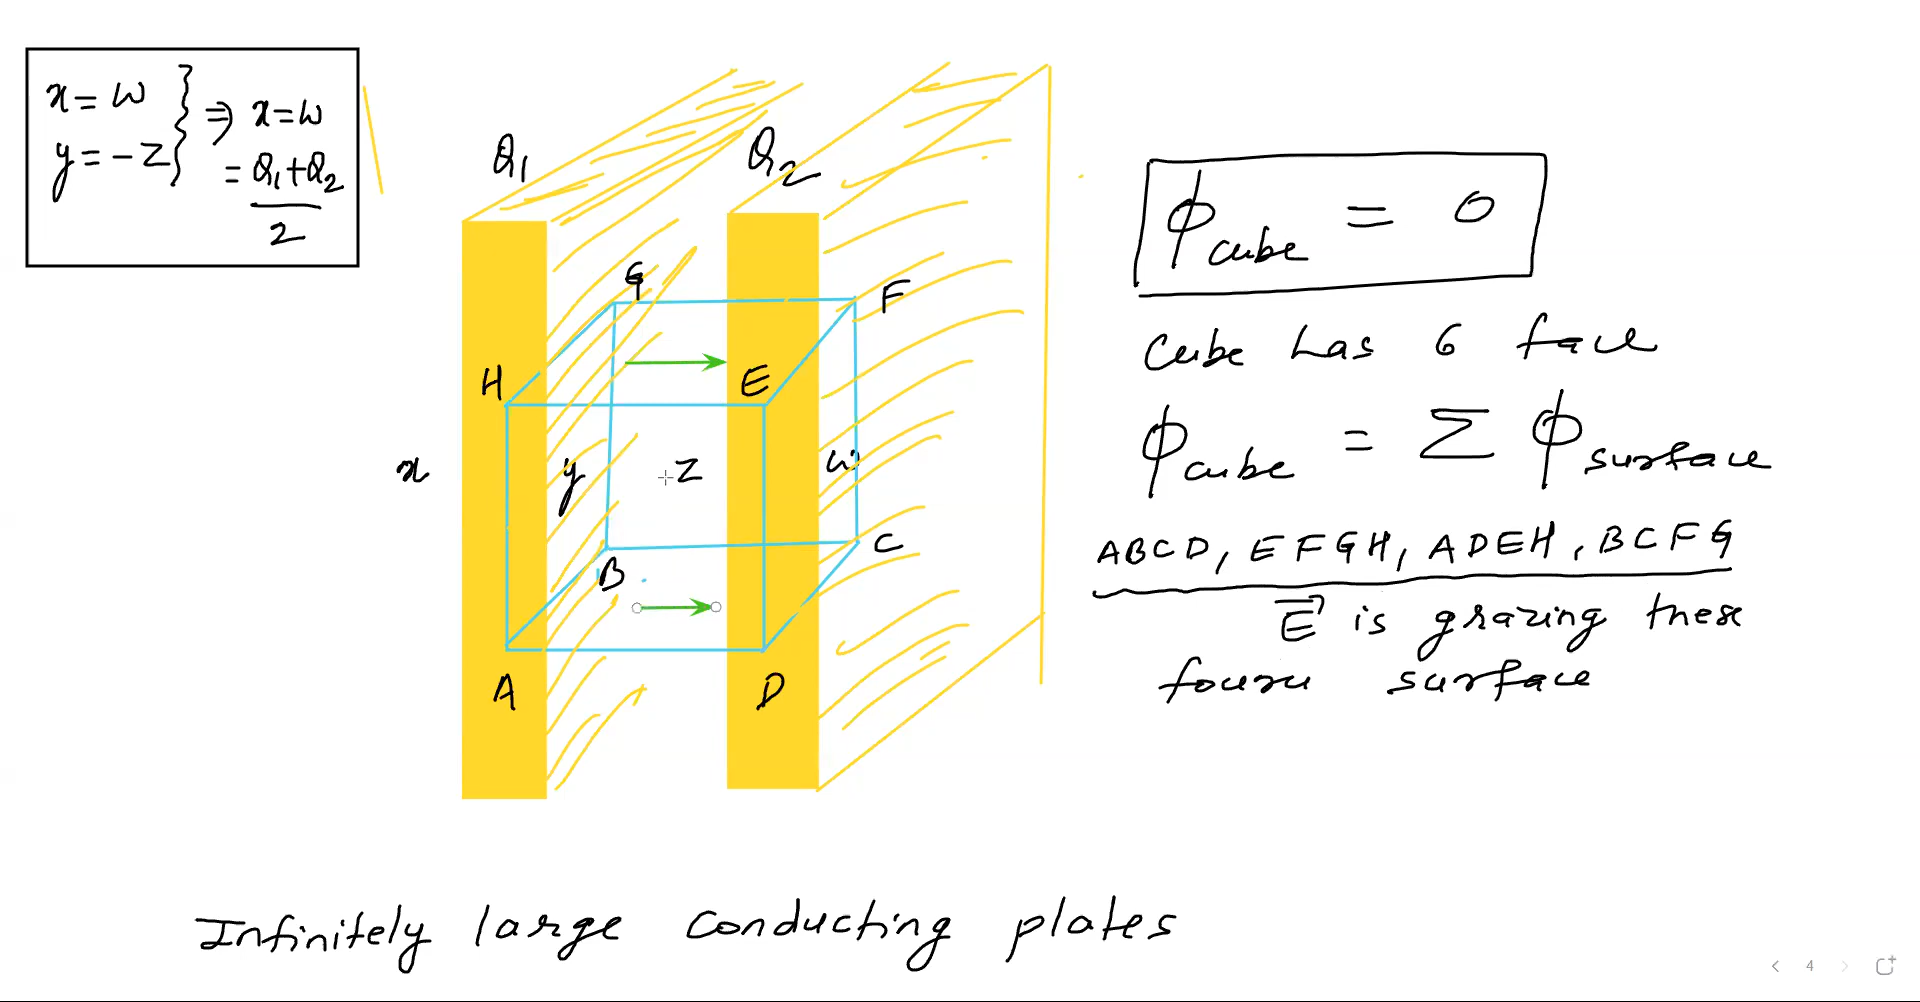 x = w
y = - z
⇒ x = w
= Q1 + Q2
2
Q1
Q2
G
F
H
E
x
y
z
w
B
C
A
D
ϕcube = 0
Cube has 6 face
ϕcube = Σ ϕsurface
ABCD, EFGH, ADEH, BCFG
E⃗ is grazing these
four surface
Infinitely large conducting plates
4